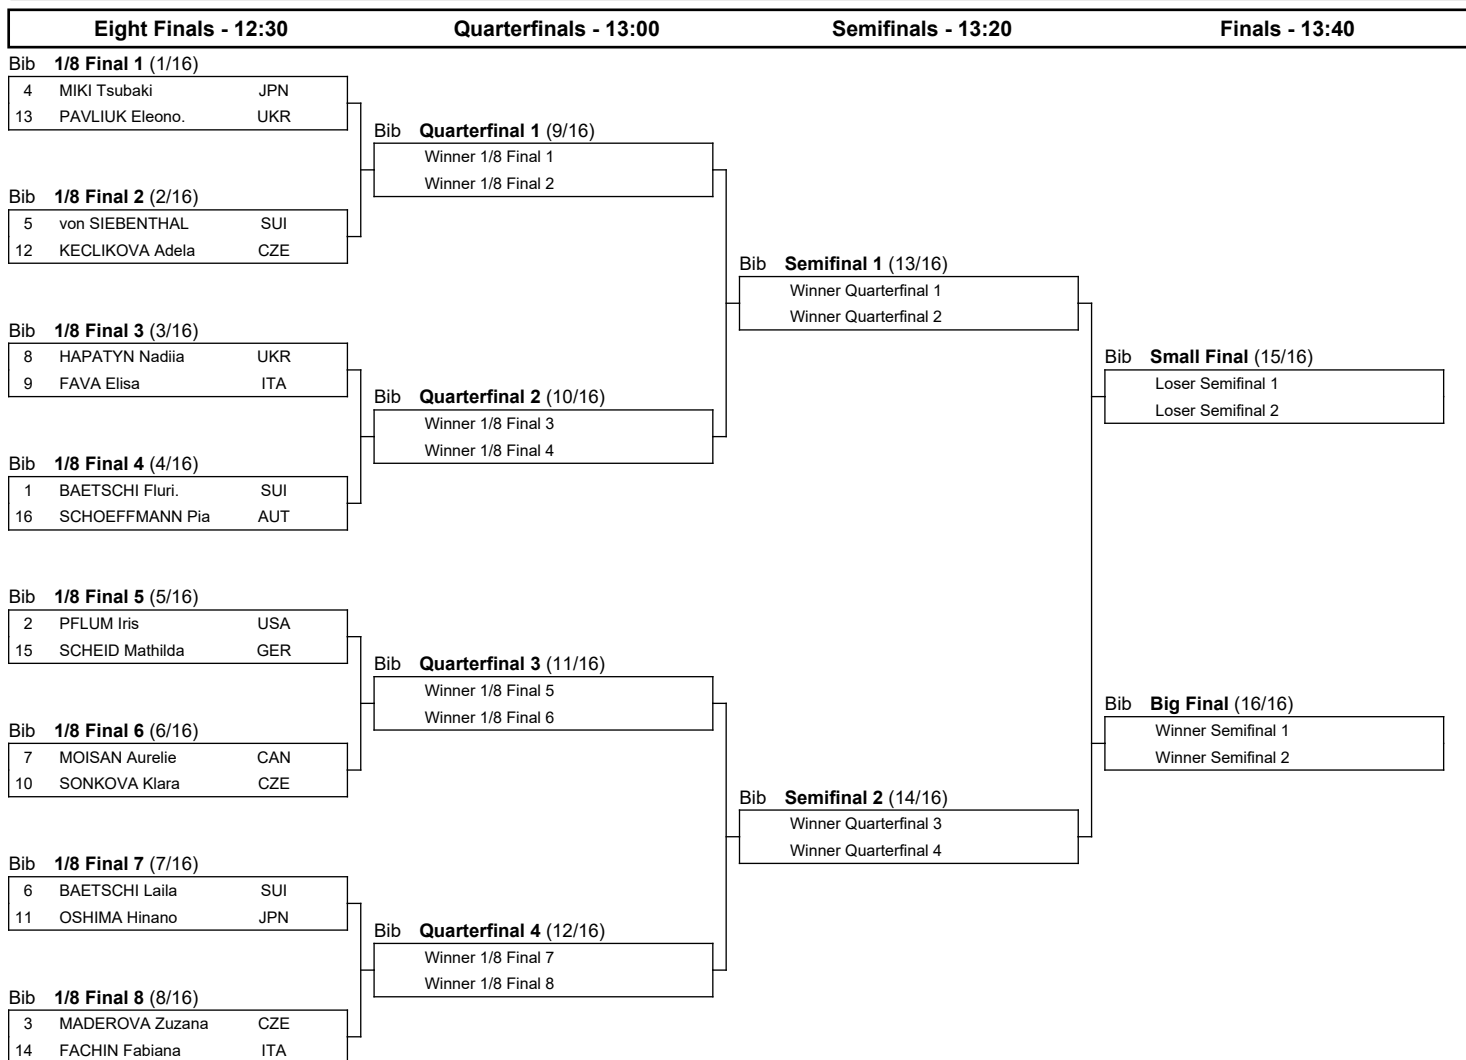 Eight Finals - 12:30 Quarterfinals - 13:00 Semifinals - 13:20 Finals - 13:40
Bib 1/8 Final 1 (1/16)
4 MIKI Tsubaki JPN
13 PAVLIUK Eleono. UKR
Bib 1/8 Final 2 (2/16)
5 von SIEBENTHAL SUI
12 KECLIKOVA Adela CZE
Bib 1/8 Final 3 (3/16)
8 HAPATYN Nadiia UKR
9 FAVA Elisa ITA
Bib 1/8 Final 4 (4/16)
1 BAETSCHI Fluri. SUI
16 SCHOEFFMANN Pia AUT
Bib 1/8 Final 5 (5/16)
2 PFLUM Iris USA
15 SCHEID Mathilda GER
Bib 1/8 Final 6 (6/16)
7 MOISAN Aurelie CAN
10 SONKOVA Klara CZE
Bib 1/8 Final 7 (7/16)
6 BAETSCHI Laila SUI
11 OSHIMA Hinano JPN
Bib 1/8 Final 8 (8/16)
3 MADEROVA Zuzana CZE
14 FACHIN Fabiana ITA
Bib Quarterfinal 1 (9/16)
Winner 1/8 Final 1
Winner 1/8 Final 2
Bib Quarterfinal 2 (10/16)
Winner 1/8 Final 3
Winner 1/8 Final 4
Bib Quarterfinal 3 (11/16)
Winner 1/8 Final 5
Winner 1/8 Final 6
Bib Quarterfinal 4 (12/16)
Winner 1/8 Final 7
Winner 1/8 Final 8
Bib Semifinal 1 (13/16)
Winner Quarterfinal 1
Winner Quarterfinal 2
Bib Semifinal 2 (14/16)
Winner Quarterfinal 3
Winner Quarterfinal 4
Bib Small Final (15/16)
Loser Semifinal 1
Loser Semifinal 2
Bib Big Final (16/16)
Winner Semifinal 1
Winner Semifinal 2